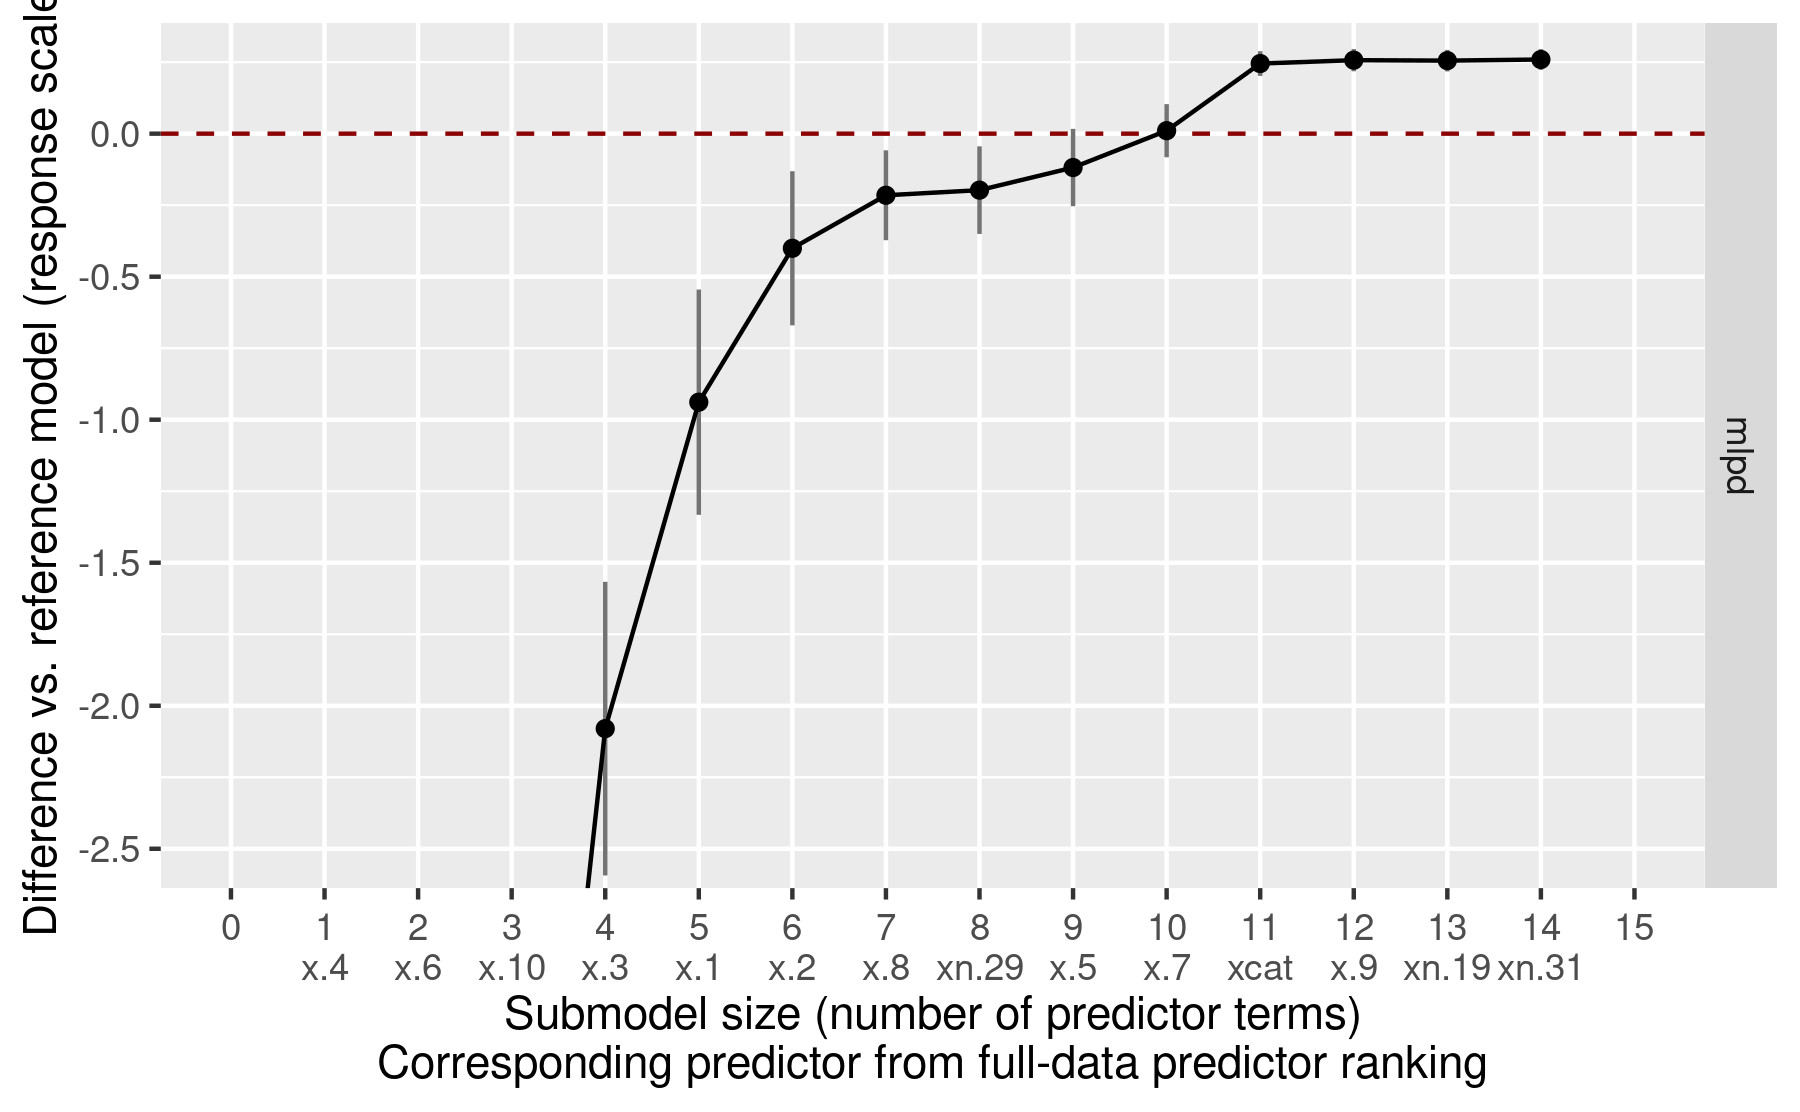 Difference vs. reference model (response scale
0.0
-0.5
-1.0
-1.5
-2.0
-2.5
mlpd
0 1 2 3 4 5 6 7 8 9 10 11 12 13 14 15
x.4 x.6 x.10 x.3 x.1 x.2 x.8 xn.29 x.5 x.7 xcat x.9 xn.19 xn.31
Submodel size (number of predictor terms)
Corresponding predictor from full-data predictor ranking